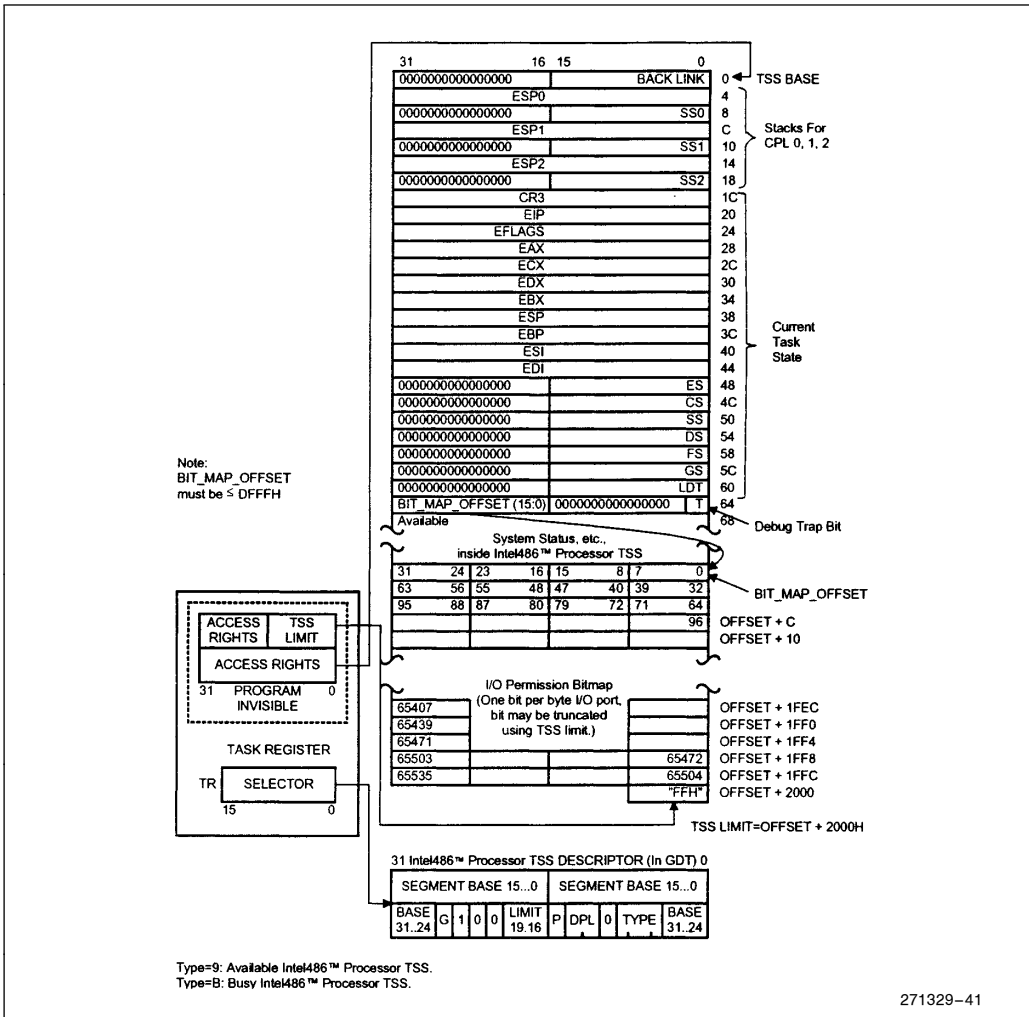 31 16 15 0
0000000000000000 BACK LINK 0 TSS BASE
ESP0 4
0000000000000000 SS0 8
ESP1 C
0000000000000000 SS1 10
ESP2 14
0000000000000000 SS2 18
Stacks For
CPL 0, 1, 2
CR3 1C
EIP 20
EFLAGS 24
EAX 28
ECX 2C
EDX 30
EBX 34
ESP 38
EBP 3C
ESI 40
EDI 44
0000000000000000 ES 48
0000000000000000 CS 4C
0000000000000000 SS 50
0000000000000000 DS 54
0000000000000000 FS 58
0000000000000000 GS 5C
0000000000000000 LDT 60
Current
Task
State
Note:
BIT_MAP_OFFSET
must be ≤ DFFFH
BIT_MAP_OFFSET (15:0) 0000000000000000 T 64
Available 68
Debug Trap Bit
System Status, etc.,
inside Intel486™ Processor TSS
31 24 23 16 15 8 7 0
63 56 55 48 47 40 39 32
BIT_MAP_OFFSET
95 88 87 80 79 72 71 64
96 OFFSET + C
OFFSET + 10
I/O Permission Bitmap
(One bit per byte I/O port,
bit may be truncated
using TSS limit.)
65407 OFFSET + 1FEC
65439 OFFSET + 1FF0
65471 OFFSET + 1FF4
65503 65472 OFFSET + 1FF8
65535 65504 OFFSET + 1FFC
"FFH" OFFSET + 2000
TSS LIMIT=OFFSET + 2000H
ACCESS RIGHTS
TSS LIMIT
ACCESS RIGHTS
31 PROGRAM 0
INVISIBLE
TASK REGISTER
TR SELECTOR
15 0
31 Intel486™ Processor TSS DESCRIPTOR (In GDT) 0
SEGMENT BASE 15...0 SEGMENT BASE 15...0
BASE 31..24 G 1 0 0 LIMIT 19.16 P DPL 0 TYPE BASE 31..24
Type=9: Available Intel486™ Processor TSS.
Type=B: Busy Intel486™ Processor TSS.
271329–41